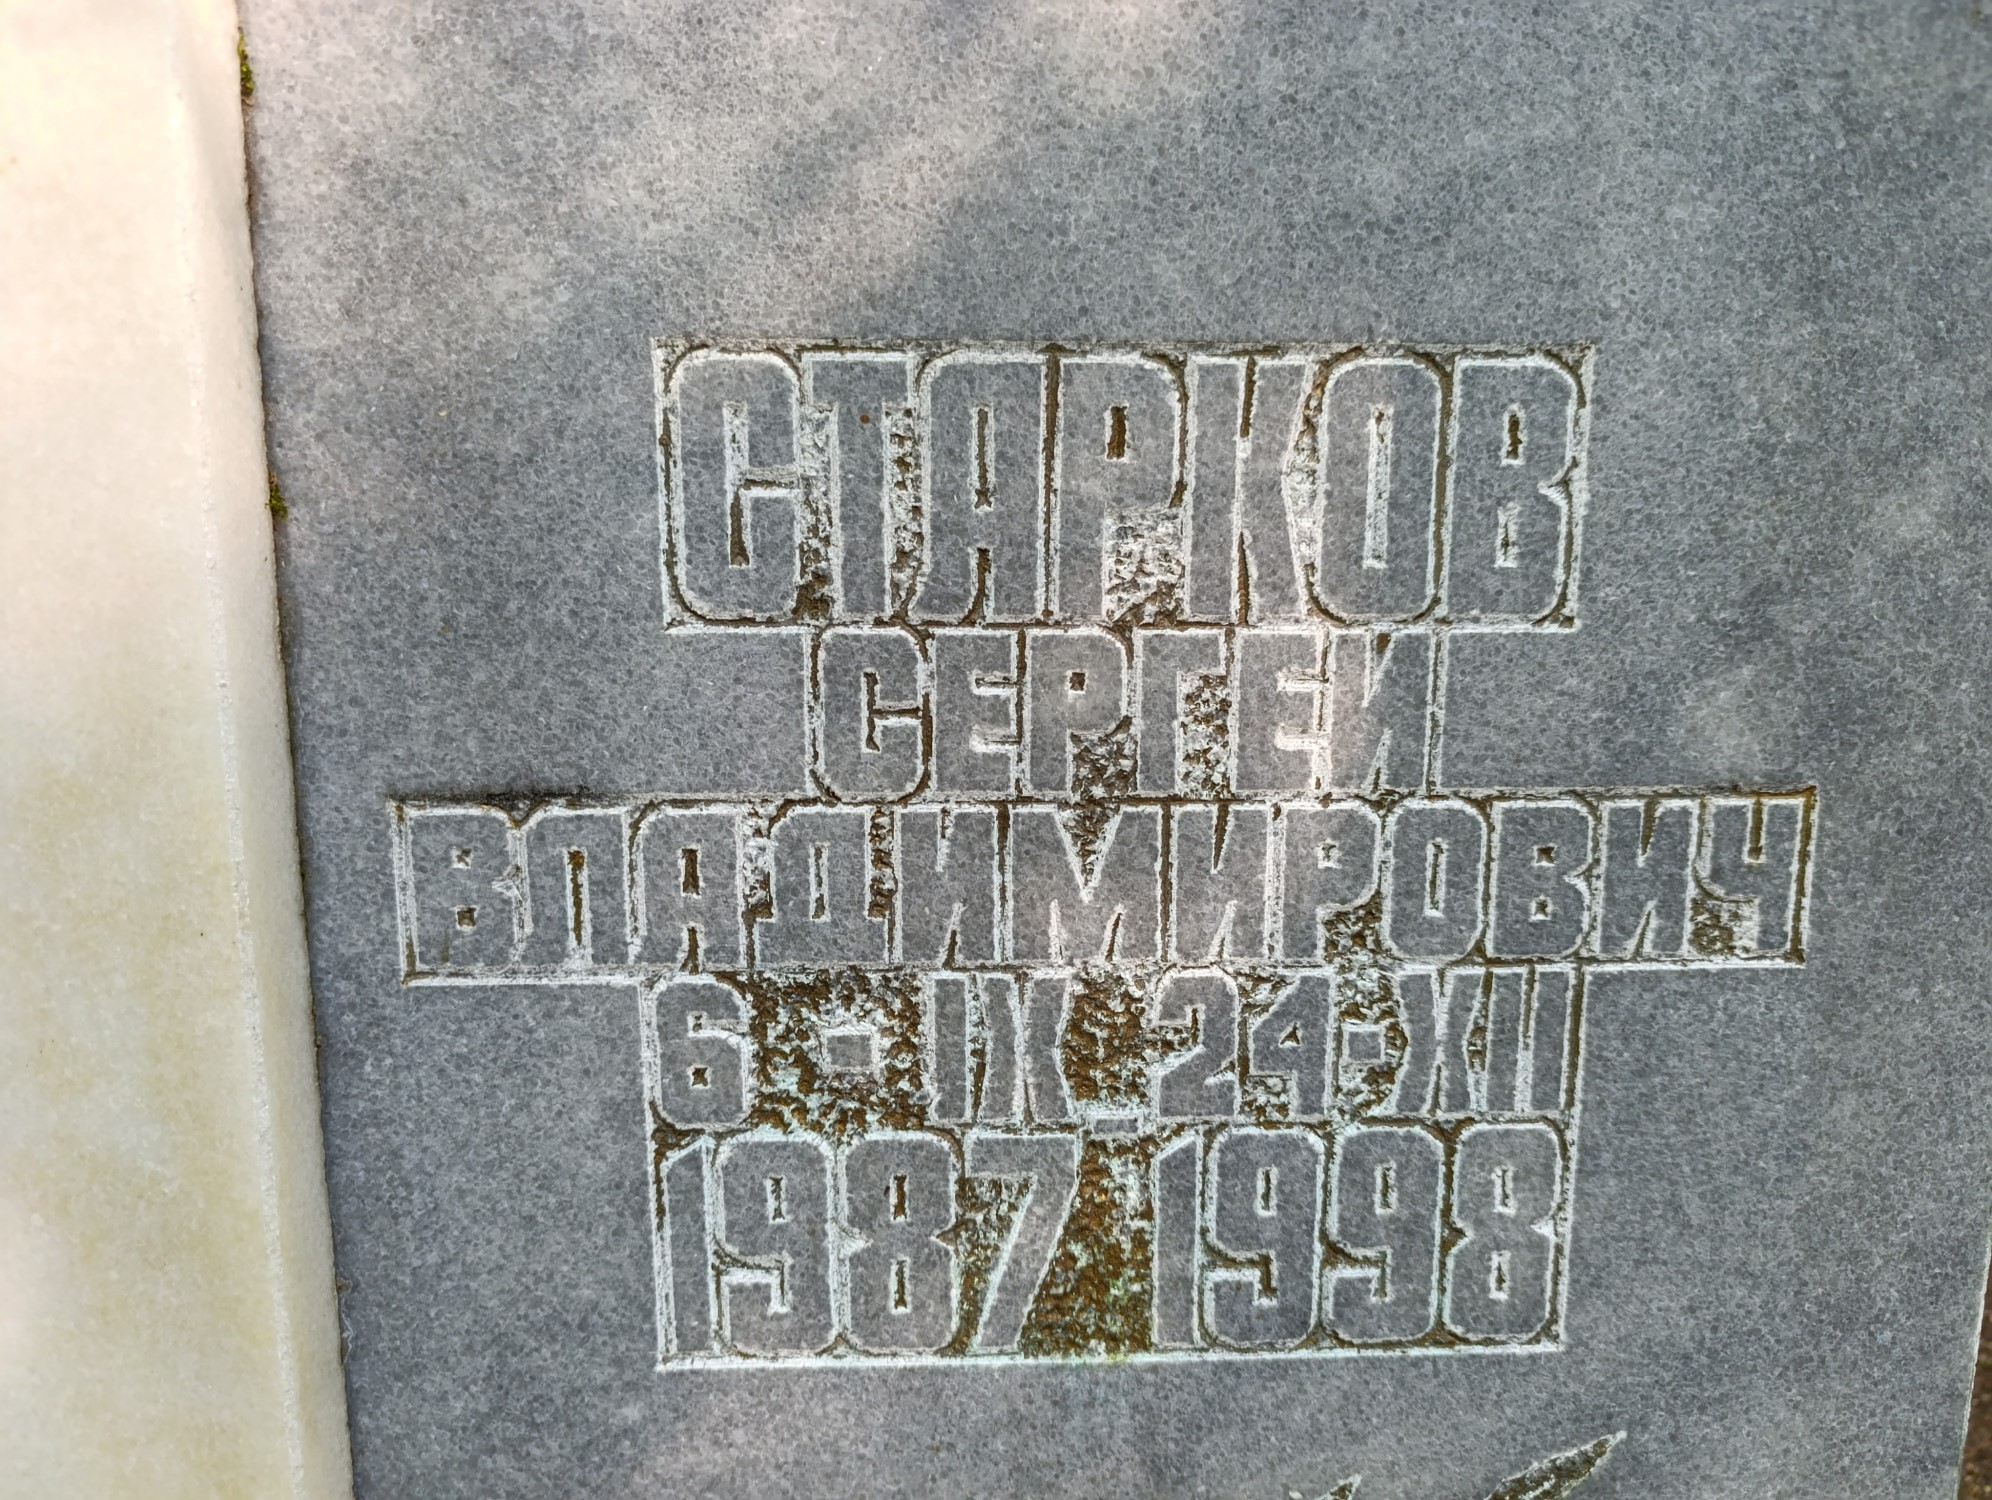 СТАРКОВ
СЕРГЕЙ
ВЛАДИМИРОВИЧ
6-IX-24-XII
1987 1998